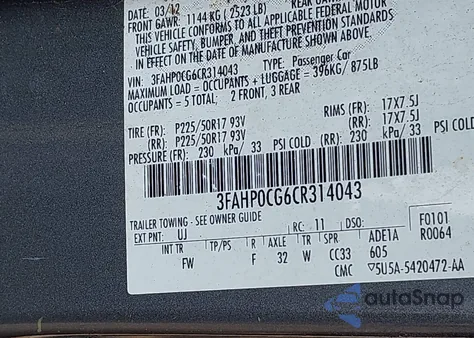 DATE: 03/12
FRONT GAWR: 1144 KG ( 2523 LB)
THIS VEHICLE CONFORMS TO ALL APPLICABLE FEDERAL MOTOR
VEHICLE SAFETY, BUMPER, AND THEFT PREVENTION STANDARDS
IN EFFECT ON THE DATE OF MANUFACTURE SHOWN ABOVE.
VIN: 3FAHP0CG6CR314043 TYPE: Passenger Car
MAXIMUM LOAD = OCCUPANTS + LUGGAGE = 396KG/ 875LB
OCCUPANTS = 5 TOTAL; 2 FRONT, 3 REAR
TIRE (FR): P225/50R17 93V RIMS (FR): 17X7.5J
(RR): P225/50R17 93V (RR): 17X7.5J
PRESSURE (FR): 230 kPa/ 33 PSI COLD (RR): 230 kPa/ 33 PSI COLD
3FAHP0CG6CR314043
TRAILER TOWING - SEE OWNER GUIDE
EXT PNT: UJ RC: 11 DSO: F0101
INT TR TP/PS R AXLE TR SPR ADE1A R0064
FW F 32 W CC33 605
CMC ▽5U5A-5420472-AA
autoSnap